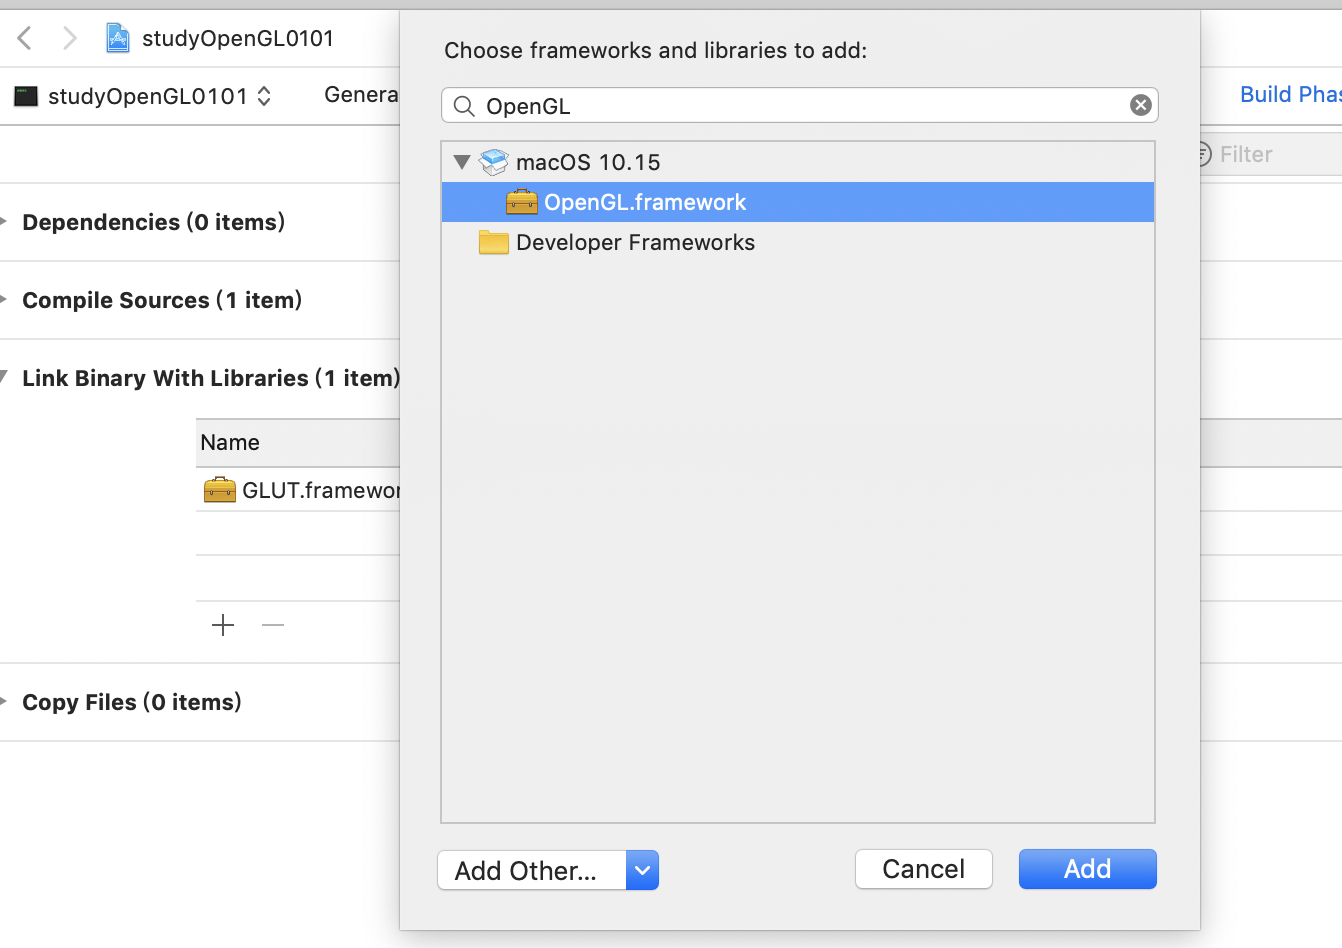 studyOpenGL0101
Choose frameworks and libraries to add:
studyOpenGL0101
Genera
OpenGL
Build Phas
macOS 10.15
Filter
OpenGL.framework
Dependencies (0 items)
Developer Frameworks
Compile Sources (1 item)
Link Binary With Libraries (1 item)
Name
GLUT.framewor
Copy Files (0 items)
Add Other...
Cancel
Add